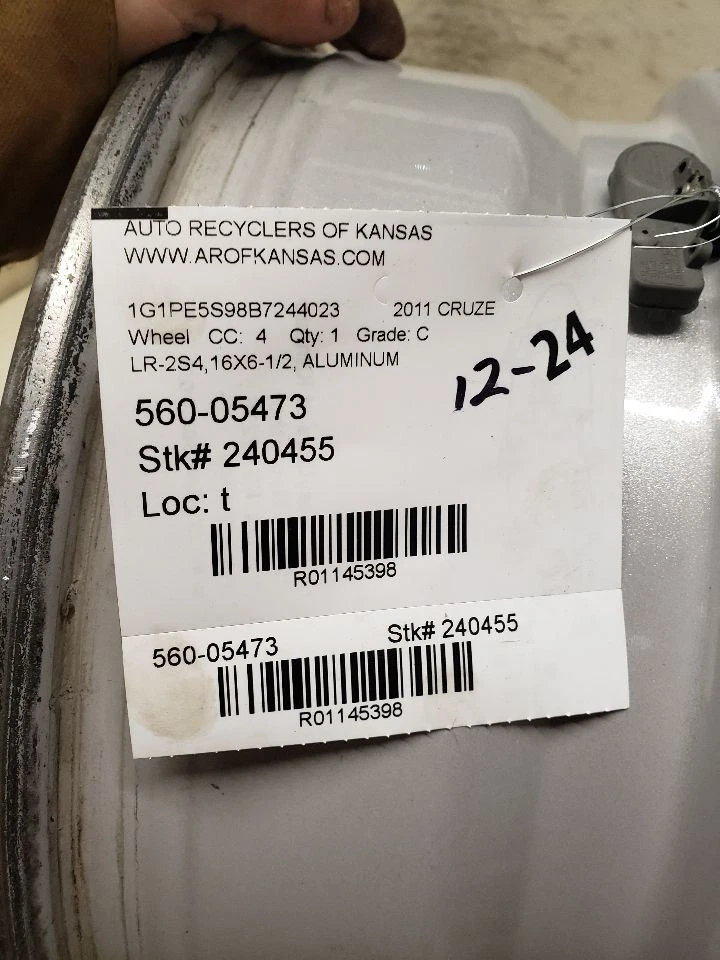 AUTO RECYCLERS OF KANSAS
WWW.AROFKANSAS.COM
1G1PE5S98B7244023 2011 CRUZE
Wheel CC: 4 Qty: 1 Grade: C
LR-2S4,16X6-1/2, ALUMINUM
12-24
560-05473
Stk# 240455
Loc: t
R01145398
560-05473 Stk# 240455
R01145398